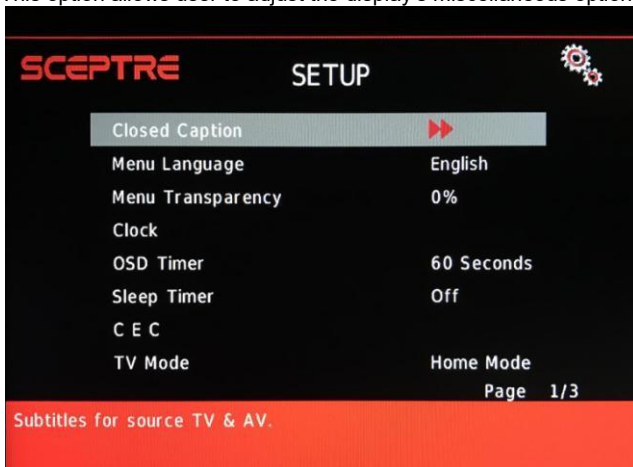 This option allows user to adjust the display's miscellaneous option
SCEPTRE
SETUP
Closed Caption
Menu Language English
Menu Transparency 0%
Clock
OSD Timer 60 Seconds
Sleep Timer Off
C E C
TV Mode Home Mode
Page 1/3
Subtitles for source TV & AV.